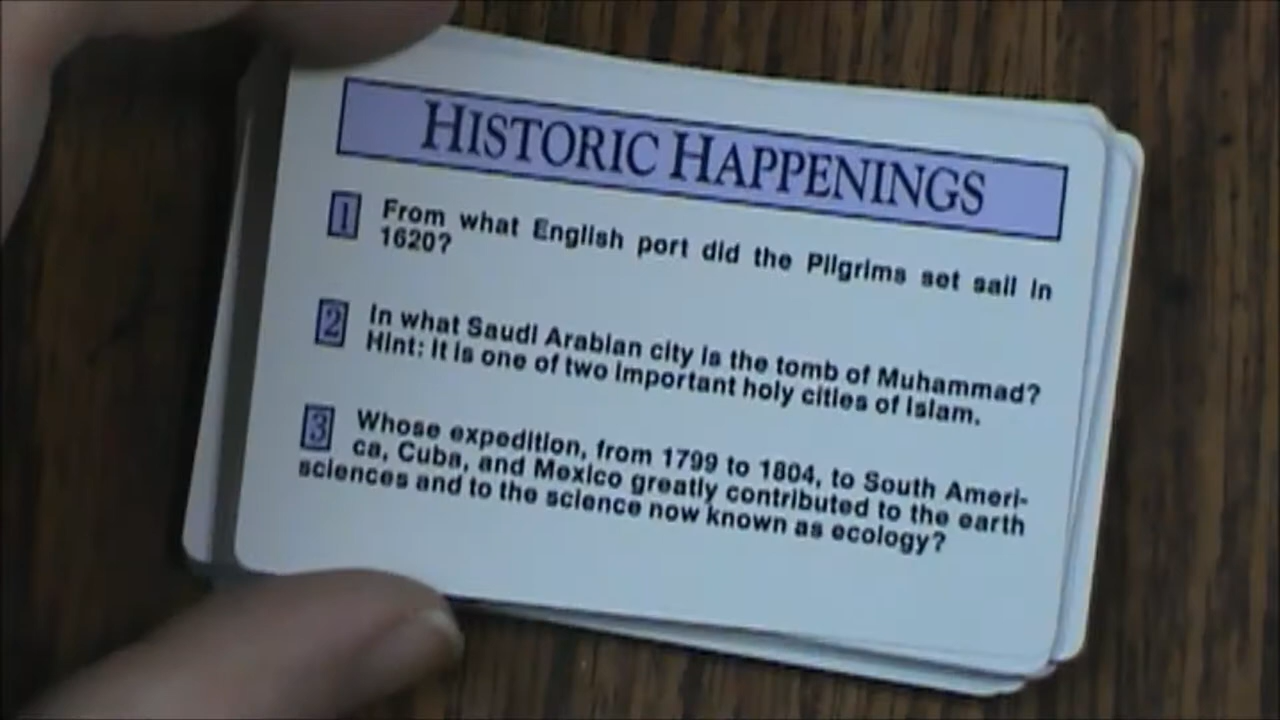 HISTORIC HAPPENINGS
1 From what English port did the Pilgrims set sail in
1620?
2 In what Saudi Arabian city is the tomb of Muhammad?
Hint: It is one of two important holy cities of Islam.
3 Whose expedition, from 1799 to 1804, to South Ameri-
ca, Cuba, and Mexico greatly contributed to the earth
sciences and to the science now known as ecology?